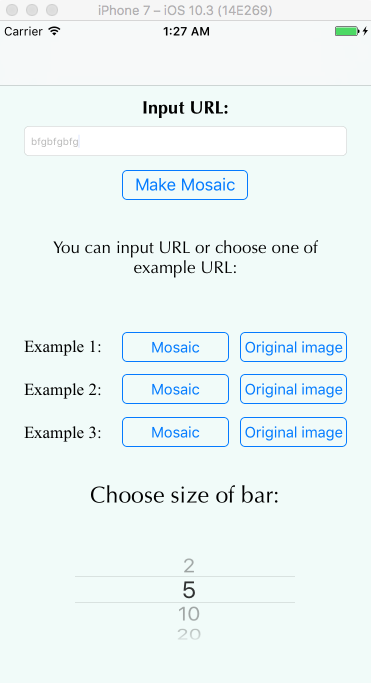 iPhone 7 – iOS 10.3 (14E269)
Carrier 1:27 AM
Input URL:
bfgbfgbfg
Make Mosaic
You can input URL or choose one of
example URL:
Example 1: Mosaic Original image
Example 2: Mosaic Original image
Example 3: Mosaic Original image
Choose size of bar:
2
5
10
20